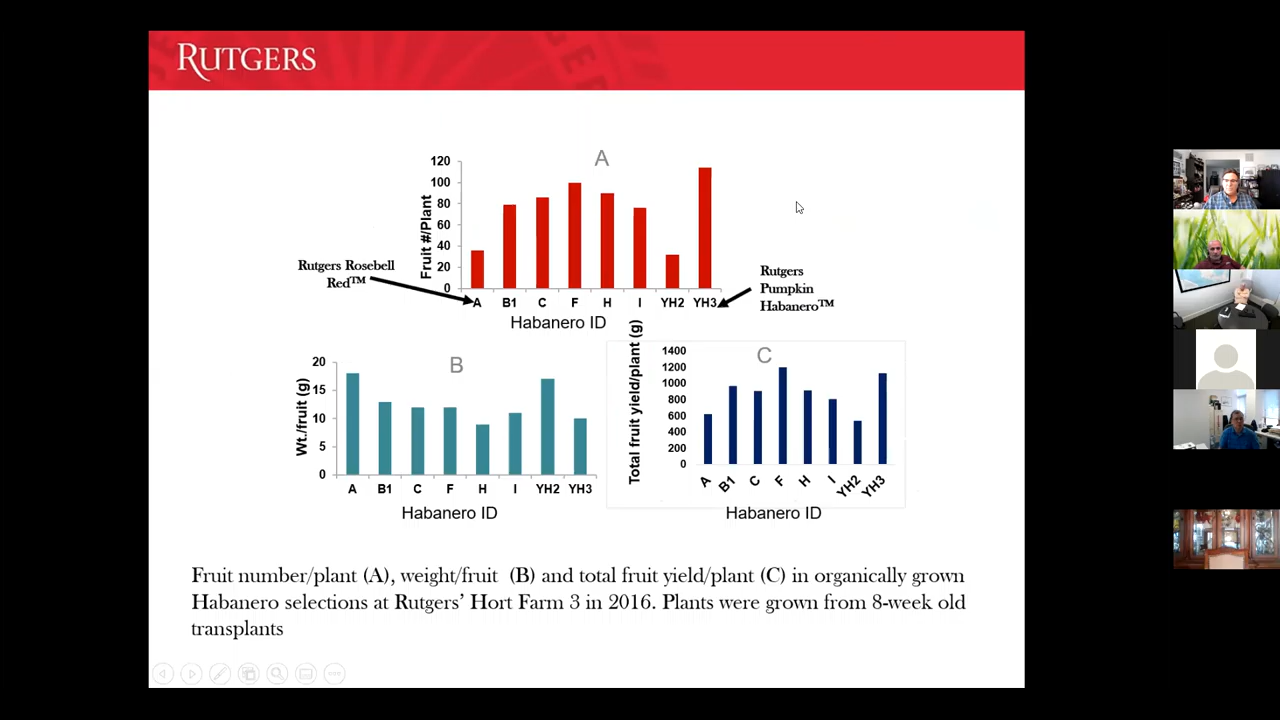 RUTGERS
A
120
100
80
60
40
20
0
Fruit #/Plant
A B1 C F H I YH2 YH3
Habanero ID
Rutgers Rosebell
Red™
Rutgers
Pumpkin
Habanero™
B
20
15
10
5
0
Wt./fruit (g)
A B1 C F H I YH2 YH3
Habanero ID
C
1400
1200
1000
800
600
400
200
0
Total fruit yield/plant (g)
A B1 C F H I YH2 YH3
Habanero ID
Fruit number/plant (A), weight/fruit (B) and total fruit yield/plant (C) in organically grown
Habanero selections at Rutgers’ Hort Farm 3 in 2016. Plants were grown from 8-week old
transplants